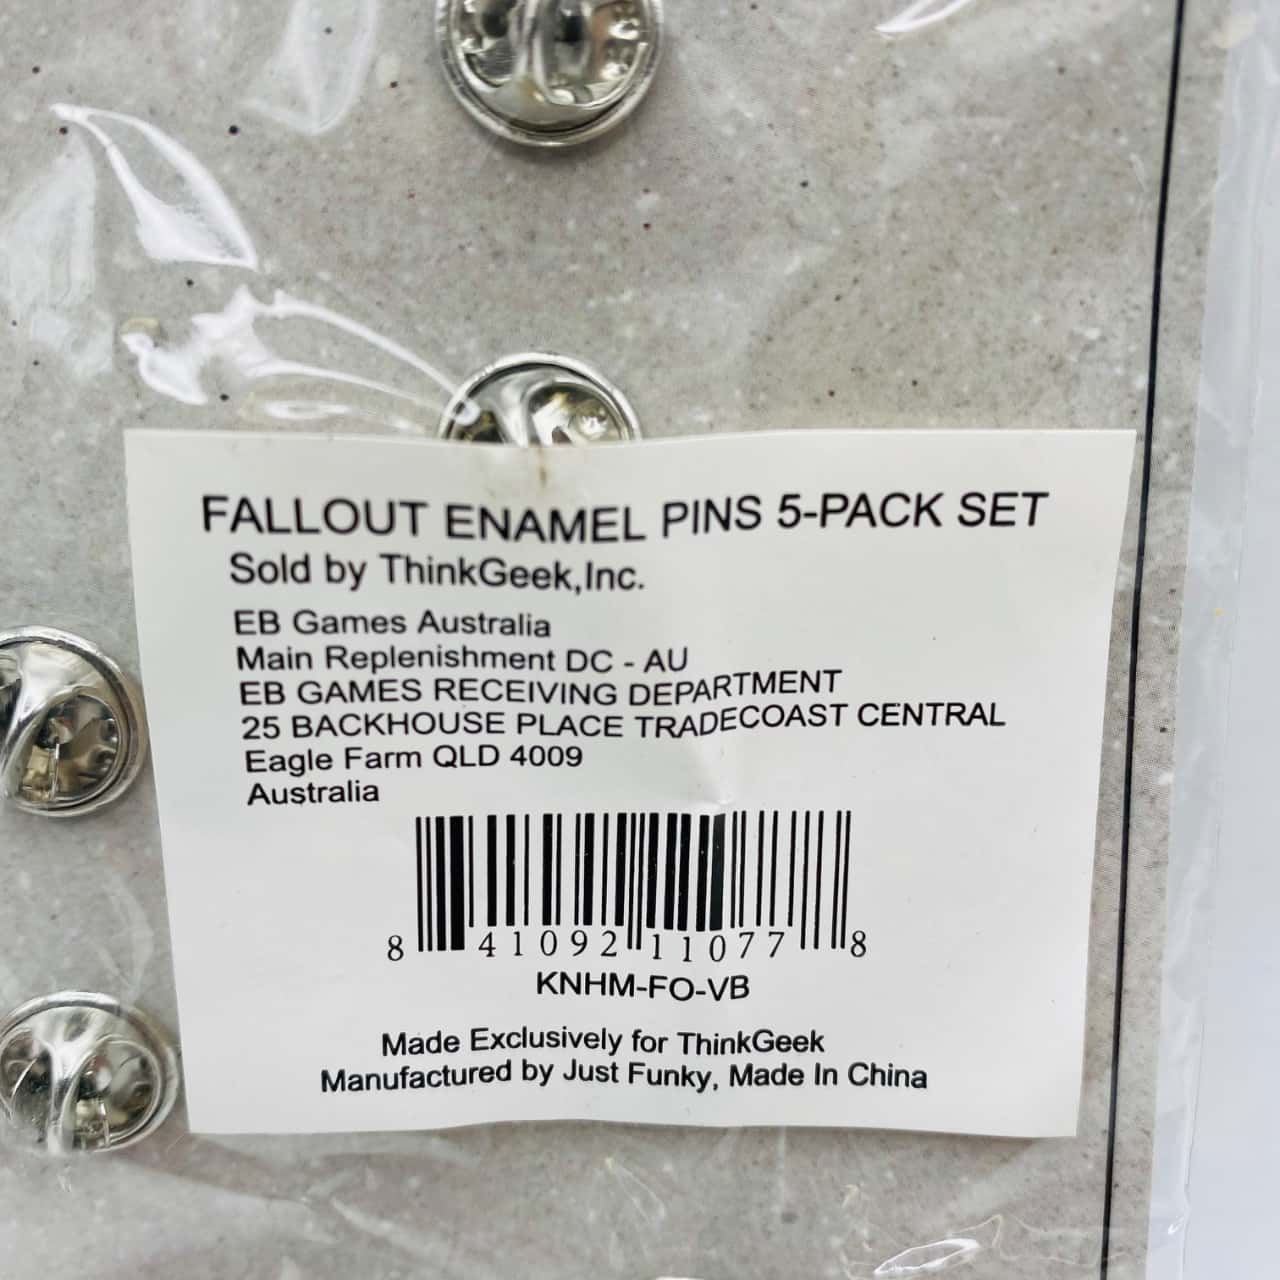 FALLOUT ENAMEL PINS 5-PACK SET
Sold by ThinkGeek,Inc.
EB Games Australia
Main Replenishment DC - AU
EB GAMES RECEIVING DEPARTMENT
25 BACKHOUSE PLACE TRADECOAST CENTRAL
Eagle Farm QLD 4009
Australia
8 41092 11077 8
KNHM-FO-VB
Made Exclusively for ThinkGeek
Manufactured by Just Funky, Made In China